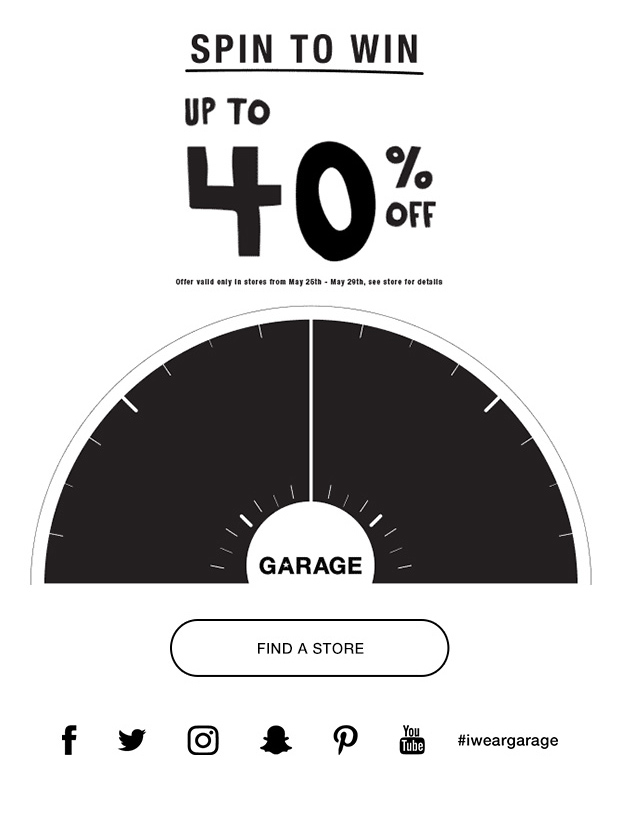 SPIN TO WIN
UP TO
40% OFF
Offer valid only in stores from May 25th - May 29th, see store for details
GARAGE
FIND A STORE
You Tube
#iweargarage